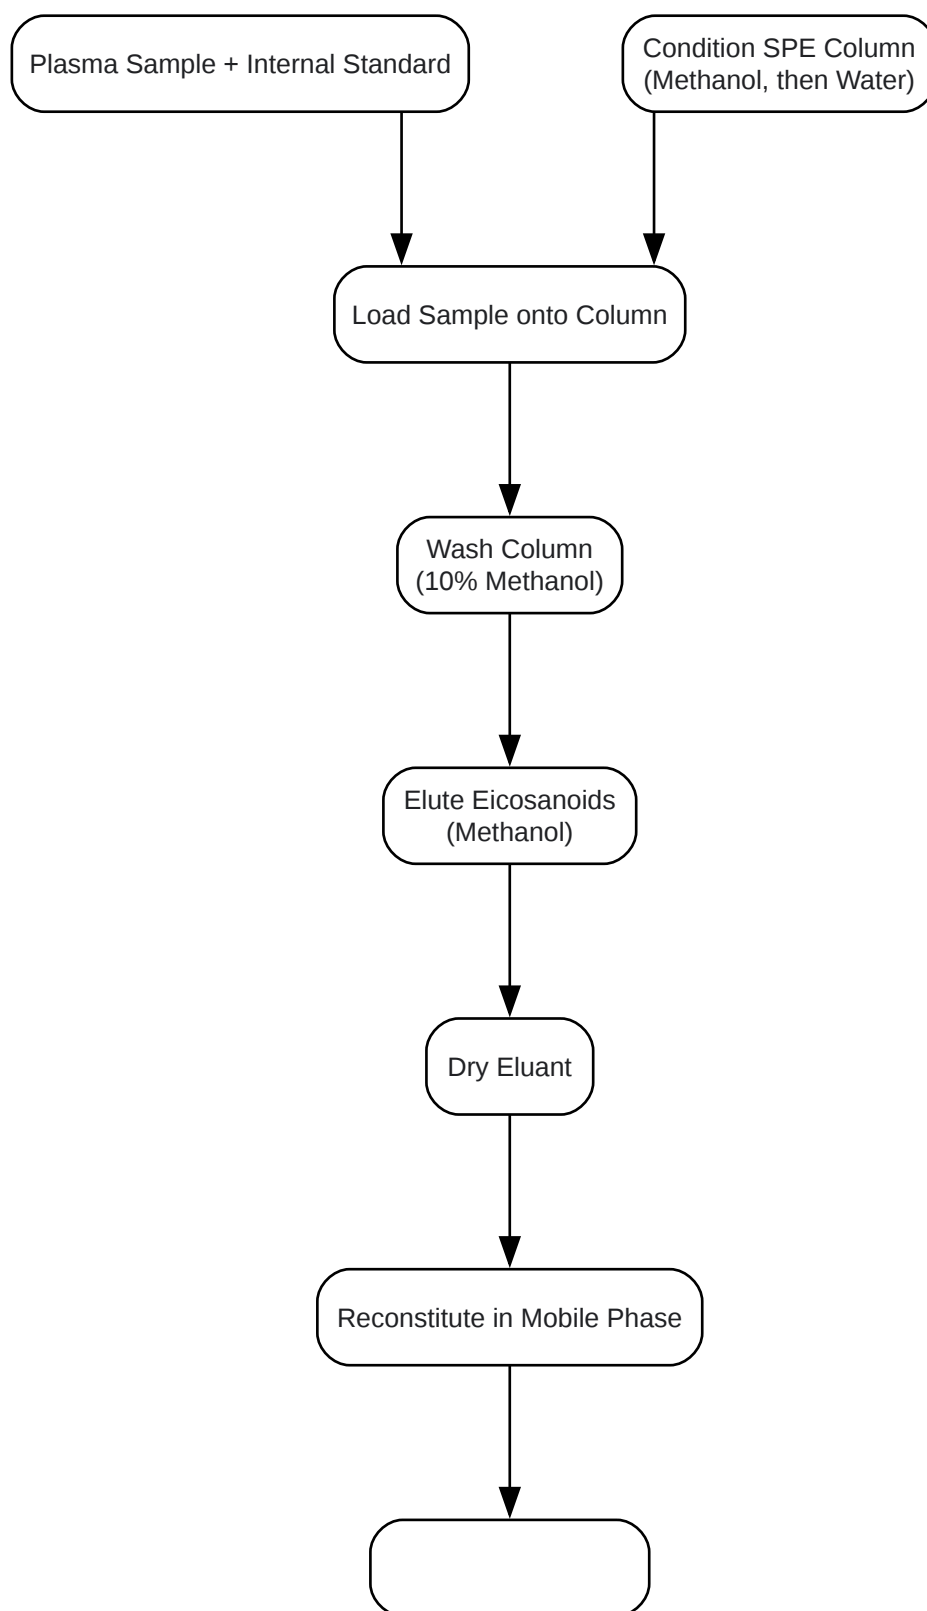 Plasma Sample + Internal Standard
Condition SPE Column
(Methanol, then Water)
Load Sample onto Column
Wash Column
(10% Methanol)
Elute Eicosanoids
(Methanol)
Dry Eluant
Reconstitute in Mobile Phase